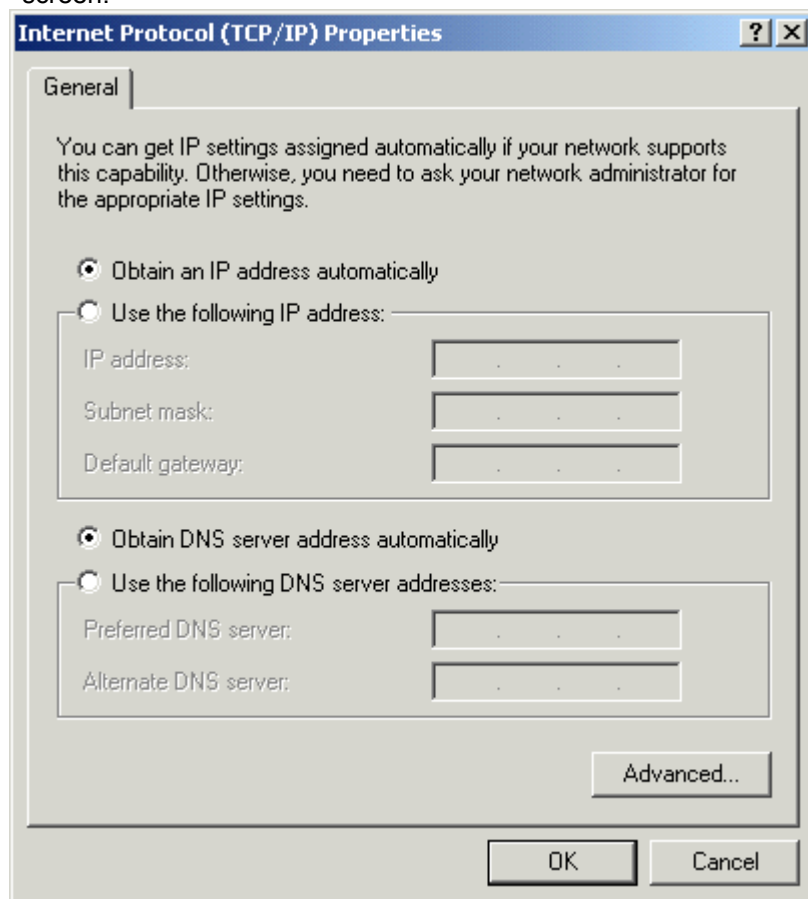 screen.
Internet Protocol (TCP/IP) Properties
General
You can get IP settings assigned automatically if your network supports
this capability. Otherwise, you need to ask your network administrator for
the appropriate IP settings.
Obtain an IP address automatically
Use the following IP address:
IP address:
Subnet mask:
Default gateway:
Obtain DNS server address automatically
Use the following DNS server addresses:
Preferred DNS server:
Alternate DNS server:
Advanced...
OK Cancel